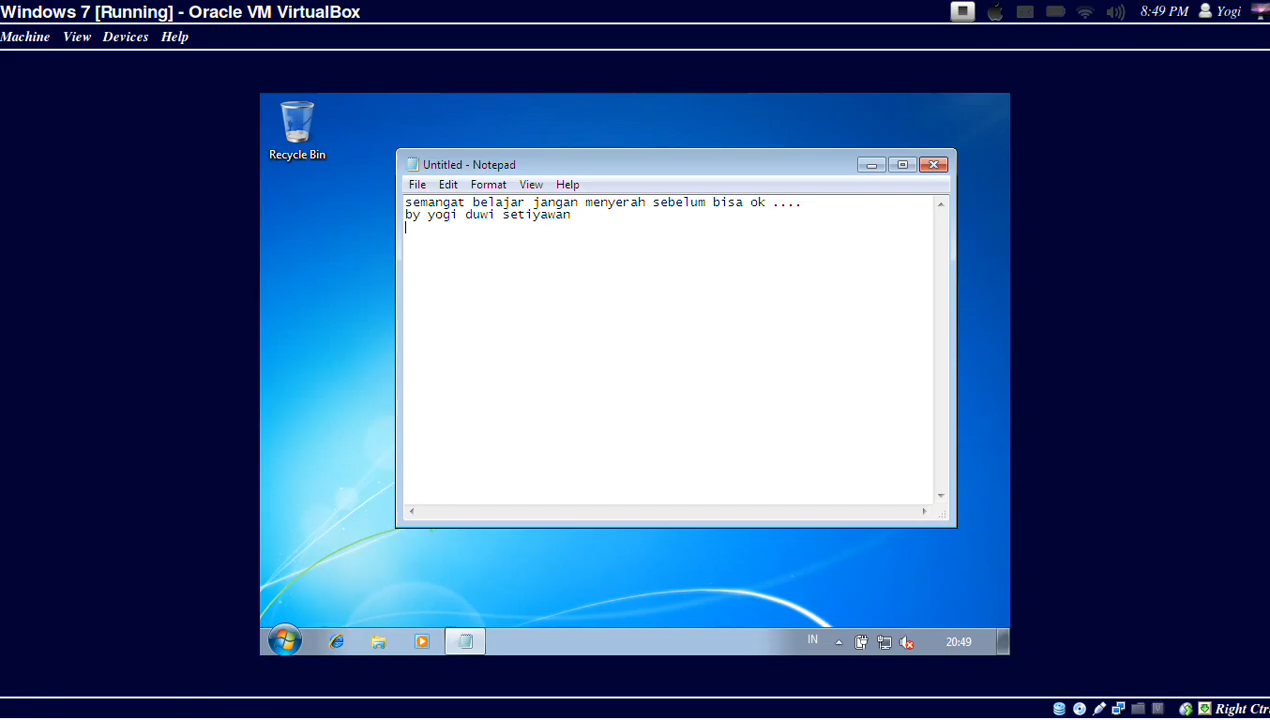 Windows 7 [Running] - Oracle VM VirtualBox
8:49 PM Yogi
Machine View Devices Help
Recycle Bin
Untitled - Notepad
File Edit Format View Help
semangat belajar jangan menyerah sebelum bisa ok ....
by yogi duwi setiyawan
IN
20:49
Right Ctrl